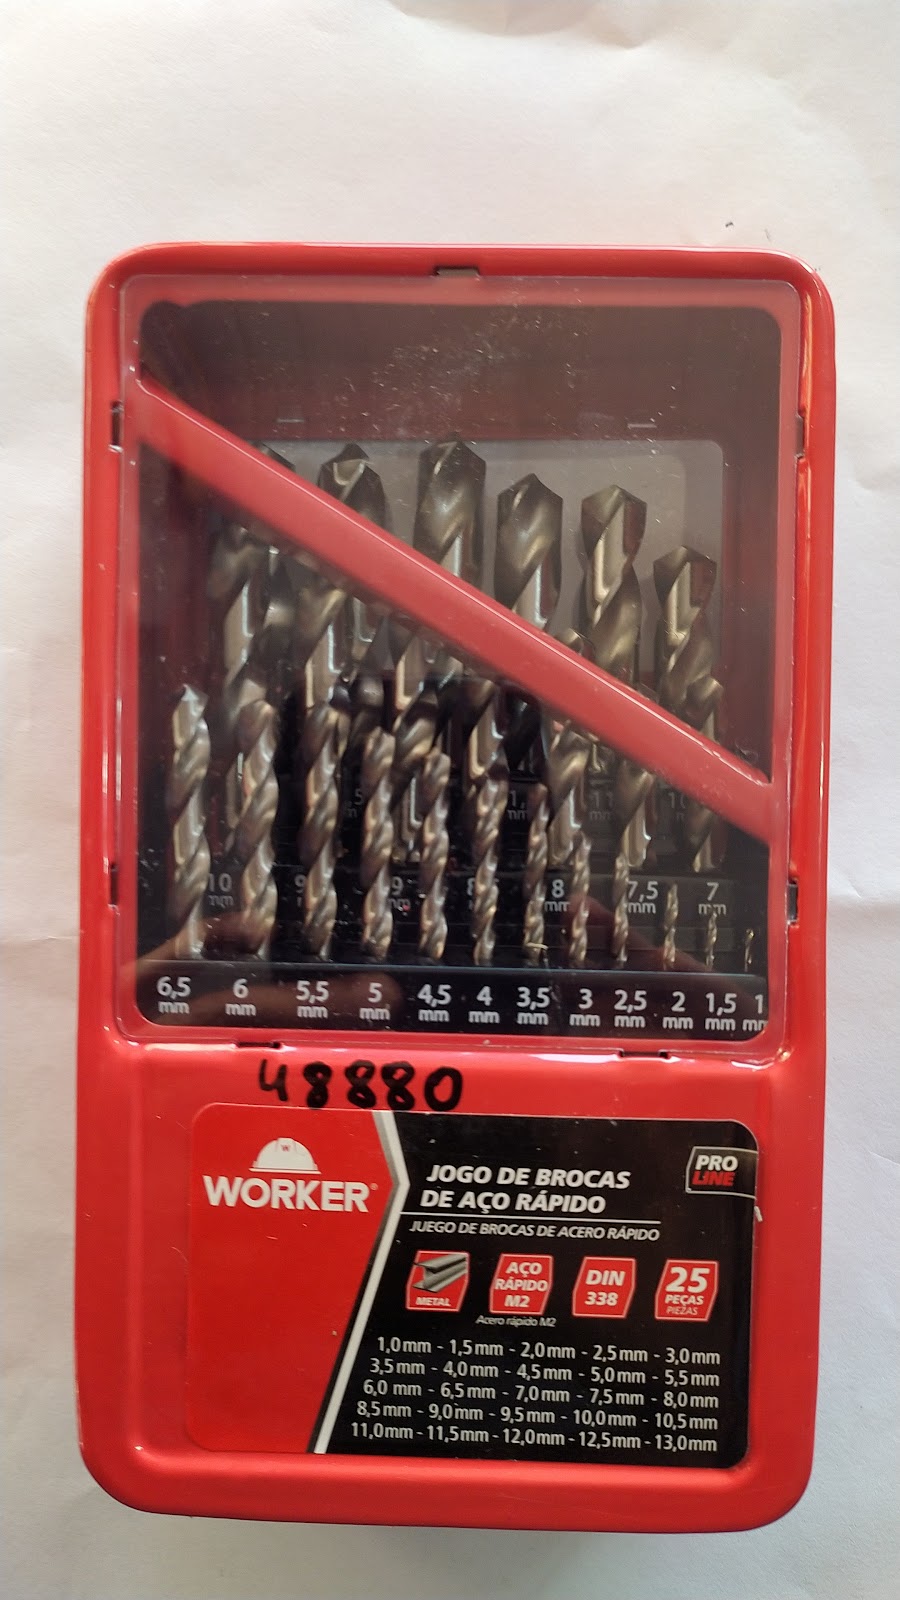 10 mm
9
9 mm
8
8 mm
7,5 mm
7 mm
11 mm
6,5 mm
6 mm
5,5 mm
5 mm
4,5 mm
4 mm
3,5 mm
3 mm
2,5 mm
2 mm
1,5 mm
1 mm
48880
W
WORKER®
JOGO DE BROCAS
DE AÇO RÁPIDO
JUEGO DE BROCAS DE ACERO RÁPIDO
PRO
LINE
METAL
AÇO
RÁPIDO
M2
Acero rápido M2
DIN
338
25
PEÇAS
PIEZAS
1,0mm - 1,5mm - 2,0mm - 2,5mm - 3,0mm
3,5mm - 4,0mm - 4,5mm - 5,0mm - 5,5mm
6,0 mm - 6,5mm - 7,0mm - 7,5mm - 8,0mm
8,5mm - 9,0mm - 9,5mm - 10,0mm - 10,5mm
11,0mm - 11,5mm - 12,0mm - 12,5mm - 13,0mm